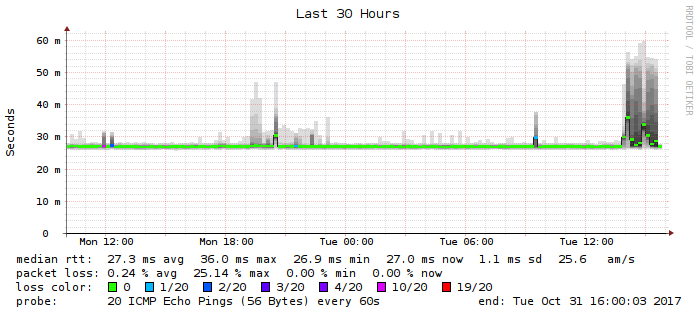 Last 30 Hours
RRDTOOL / TOBI OETIKER
Seconds
60 m
50 m
40 m
30 m
20 m
10 m
0
Mon 12:00 Mon 18:00 Tue 00:00 Tue 06:00 Tue 12:00
median rtt: 27.3 ms avg 36.0 ms max 26.9 ms min 27.0 ms now 1.1 ms sd 25.6 am/s
packet loss: 0.24 % avg 25.14 % max 0.00 % min 0.00 % now
loss color: 0 1/20 2/20 3/20 4/20 10/20 19/20
probe: 20 ICMP Echo Pings (56 Bytes) every 60s end: Tue Oct 31 16:00:03 2017